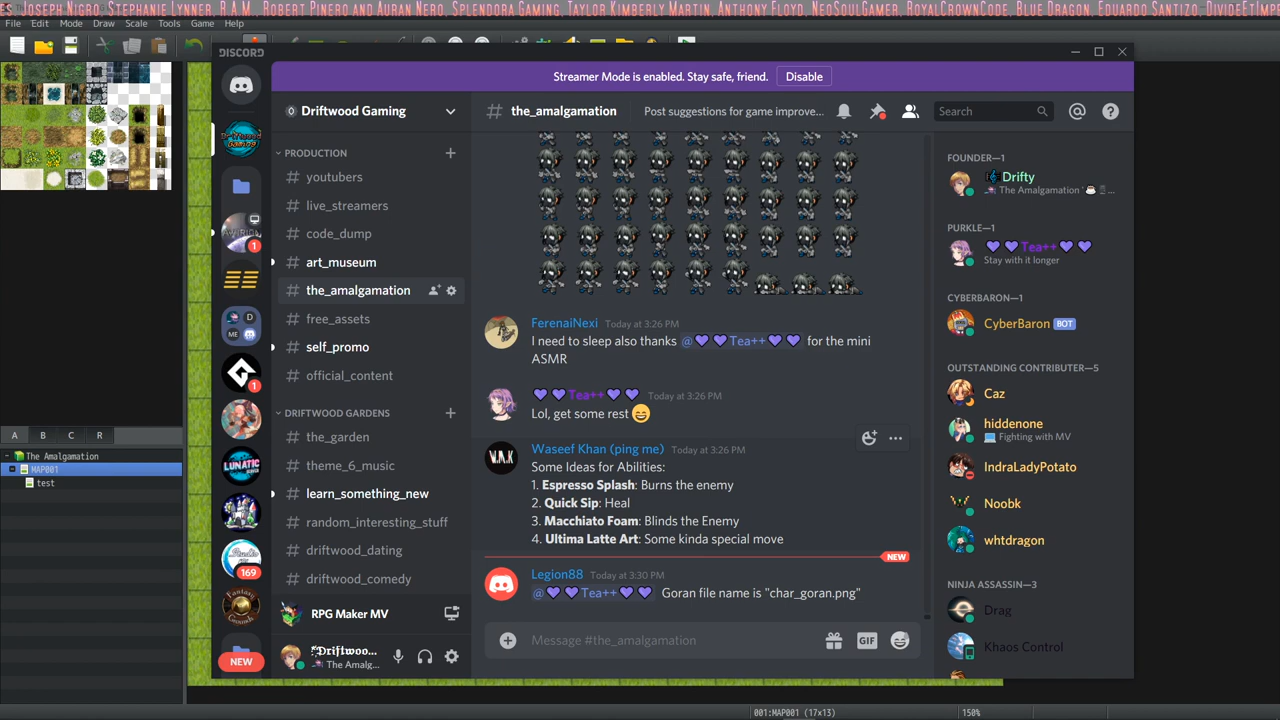 ES, JOSEPH NIGRO, STEPHANIE LYNNER, R.A.M., ROBERT PINERO AND AURAN NERO, SPLENDORA GAMING, TAYLOR KIMBERLY MARTIN, ANTHONY FLOYD, NEOSOULGAMER, ROYALCROWNCODE, BLUE DRAGON, EDUARDO SANTIZO, DIVIDEETIMP
File Edit Mode Draw Scale Tools Game Help
DISCORD
Streamer Mode is enabled. Stay safe, friend. Disable
Driftwood Gaming
# the_amalgamation
Post suggestions for game improve...
Search
PRODUCTION
# youtubers
# live_streamers
# code_dump
# art_museum
# the_amalgamation
# free_assets
# self_promo
# official_content
DRIFTWOOD GARDENS
# the_garden
# theme_6_music
# learn_something_new
# random_interesting_stuff
# driftwood_dating
# driftwood_comedy
RPG Maker MV
Driftwoo...
The Amalg...
1
D
ME
1
LUNATIC
169
NEW
FerenaiNexi Today at 3:26 PM
I need to sleep also thanks @💜💜Tea++💜💜 for the mini
ASMR
💜💜Tea++💜💜 Today at 3:26 PM
Lol, get some rest 😄
W.A.K
Waseef Khan (ping me) Today at 3:26 PM
Some Ideas for Abilities:
1. Espresso Splash: Burns the enemy
2. Quick Sip: Heal
3. Macchiato Foam: Blinds the Enemy
4. Ultima Latte Art: Some kinda special move
NEW
Legion88 Today at 3:30 PM
@💜💜Tea++💜💜 Goran file name is "char_goran.png"
Message #the_amalgamation
GIF
FOUNDER—1
Drifty
The Amalgamation
PURKLE—1
💜💜Tea++💜💜
Stay with it longer
CYBERBARON—1
CyberBaron BOT
OUTSTANDING CONTRIBUTER—5
Caz
hiddenone
Fighting with MV
IndraLadyPotato
Noobk
whtdragon
NINJA ASSASSIN—3
Drag
Khaos Control
A B C R
The Amalgamation
MAP001
test
001:MAP001 (17x13)
150%